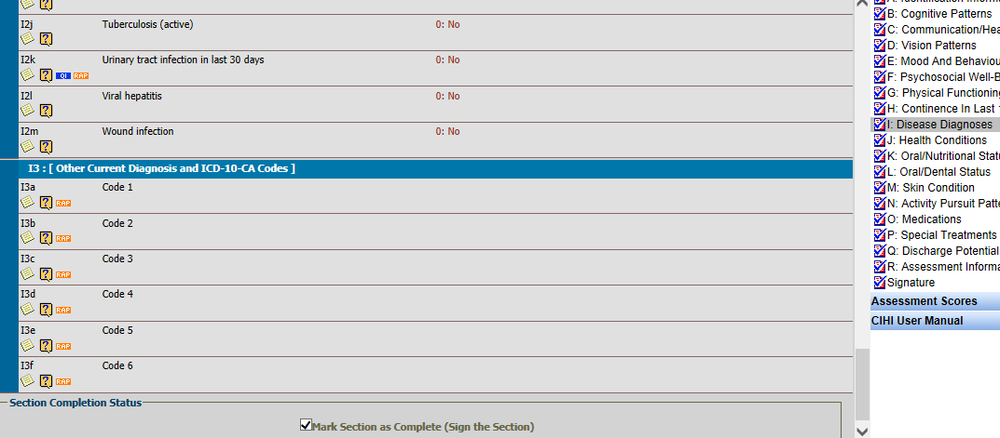 I2j Tuberculosis (active) 0: No
I2k Urinary tract infection in last 30 days 0: No
QI RAP
I2l Viral hepatitis 0: No
I2m Wound infection 0: No
I3 : [ Other Current Diagnosis and ICD-10-CA Codes ]
I3a Code 1
RAP
I3b Code 2
RAP
I3c Code 3
RAP
I3d Code 4
RAP
I3e Code 5
RAP
I3f Code 6
RAP
Section Completion Status
Mark Section as Complete (Sign the Section)
B: Cognitive Patterns
C: Communication/Hea
D: Vision Patterns
E: Mood And Behaviou
F: Psychosocial Well-B
G: Physical Functioning
H: Continence In Last
I: Disease Diagnoses
J: Health Conditions
K: Oral/Nutritional Stat
L: Oral/Dental Status
M: Skin Condition
N: Activity Pursuit Patte
O: Medications
P: Special Treatments
Q: Discharge Potential
R: Assessment Informa
Signature
Assessment Scores
CIHI User Manual